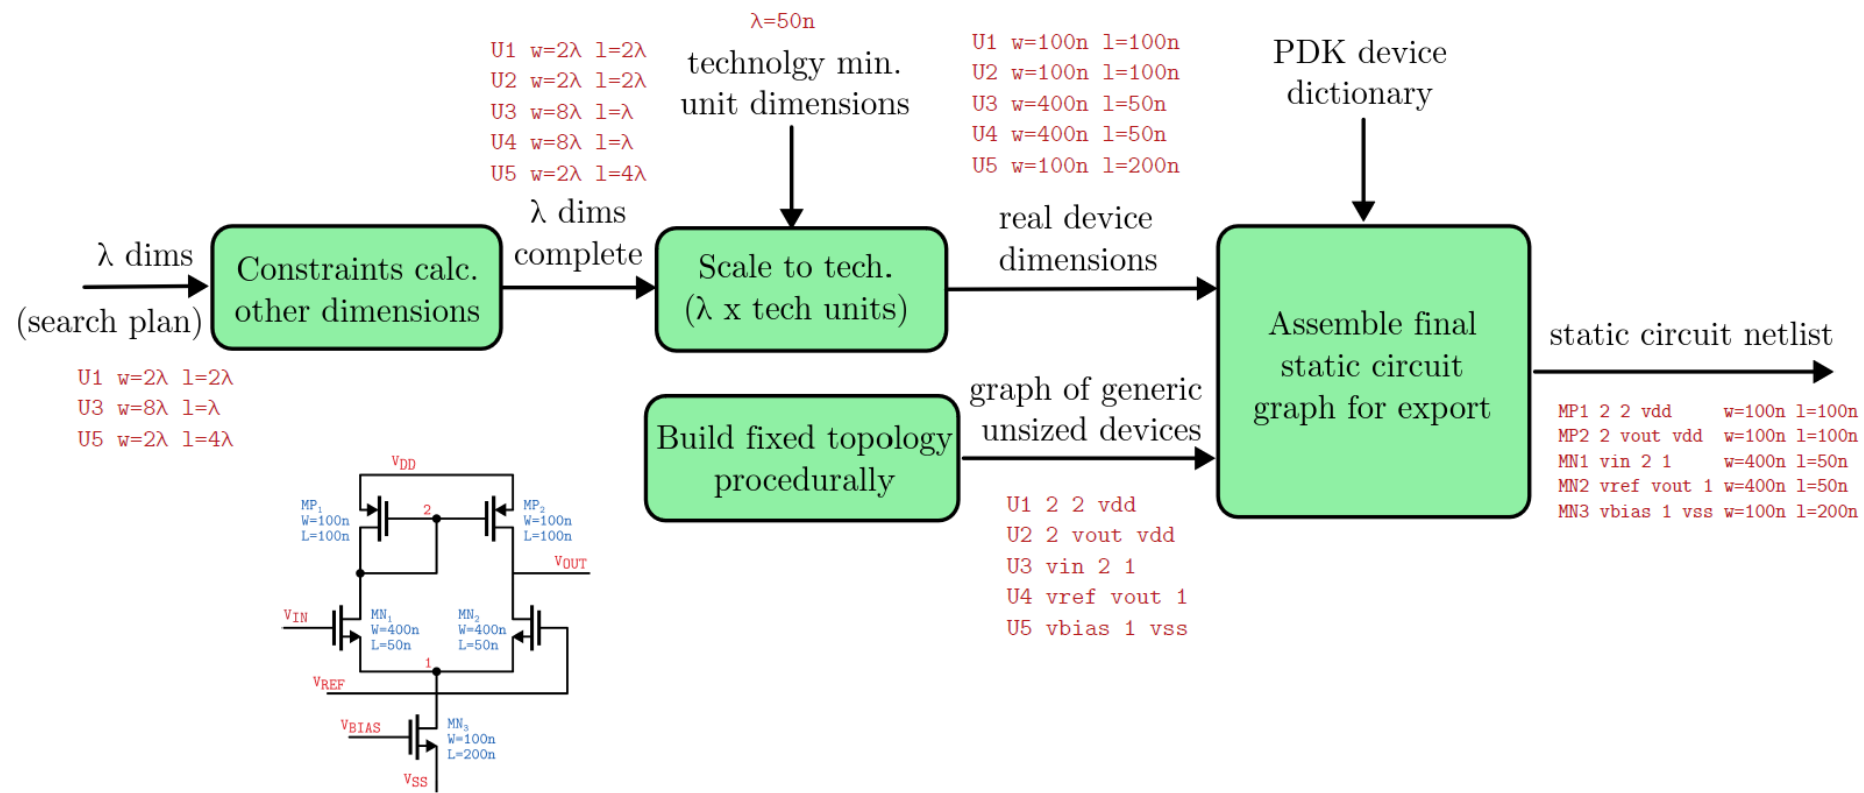 λ dims
(search plan)
U1 w=2λ l=2λ
U3 w=8λ l=λ
U5 w=2λ l=4λ
Constraints calc.
other dimensions
U1 w=2λ l=2λ
U2 w=2λ l=2λ
U3 w=8λ l=λ
U4 w=8λ l=λ
U5 w=2λ l=4λ
λ dims
complete
λ=50n
technolgy min.
unit dimensions
Scale to tech.
(λ x tech units)
U1 w=100n l=100n
U2 w=100n l=100n
U3 w=400n l=50n
U4 w=400n l=50n
U5 w=100n l=200n
real device
dimensions
PDK device
dictionary
Build fixed topology
procedurally
graph of generic
unsized devices
U1 2 2 vdd
U2 2 vout vdd
U3 vin 2 1
U4 vref vout 1
U5 vbias 1 vss
Assemble final
static circuit
graph for export
static circuit netlist
MP1 2 2 vdd w=100n l=100n
MP2 2 vout vdd w=100n l=100n
MN1 vin 2 1 w=400n l=50n
MN2 vref vout 1 w=400n l=50n
MN3 vbias 1 vss w=100n l=200n
VDD
MP1
W=100n
L=100n
2
MP2
W=100n
L=100n
VOUT
VIN
MN1
W=400n
L=50n
MN2
W=400n
L=50n
1
VREF
VBIAS
MN3
W=100n
L=200n
VSS